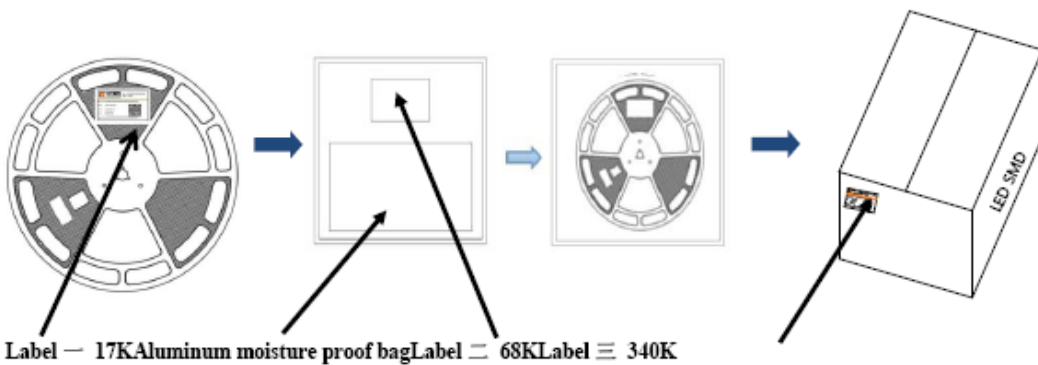 LED SMD
Label 一 17KAluminum moisture proof bagLabel 二 68KLabel 三 340K